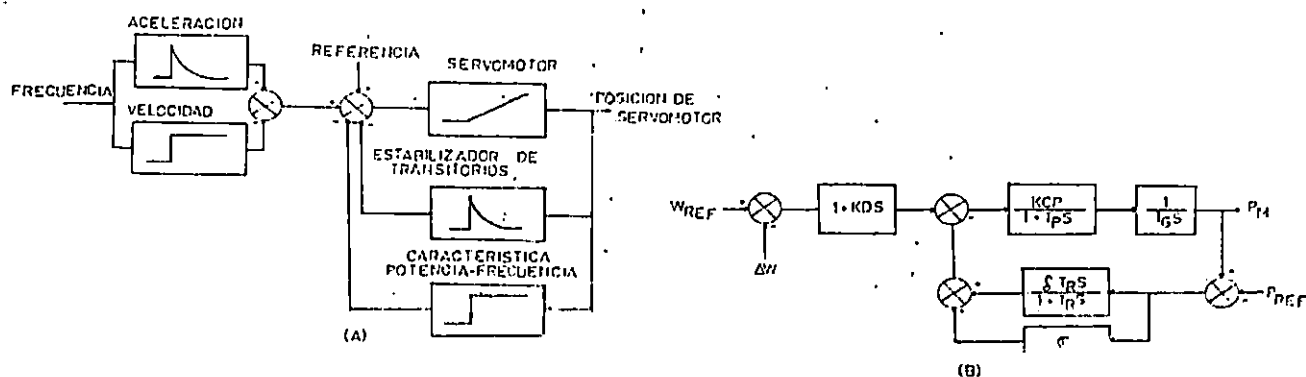 ACELERACION
REFERENCIA
SERVOMOTOR
FRECUENCIA
POSICION DE
SERVOMOTOR
VELOCIDAD
ESTABILIZADOR DE
TRANSITORIOS
CARACTERISTICA
POTENCIA-FRECUENCIA
(A)
WREF
ΔW
1+KDS
KCP
1+TPS
1
TGS
PM
δ TRS
1+TRS
PREF
σ
(B)